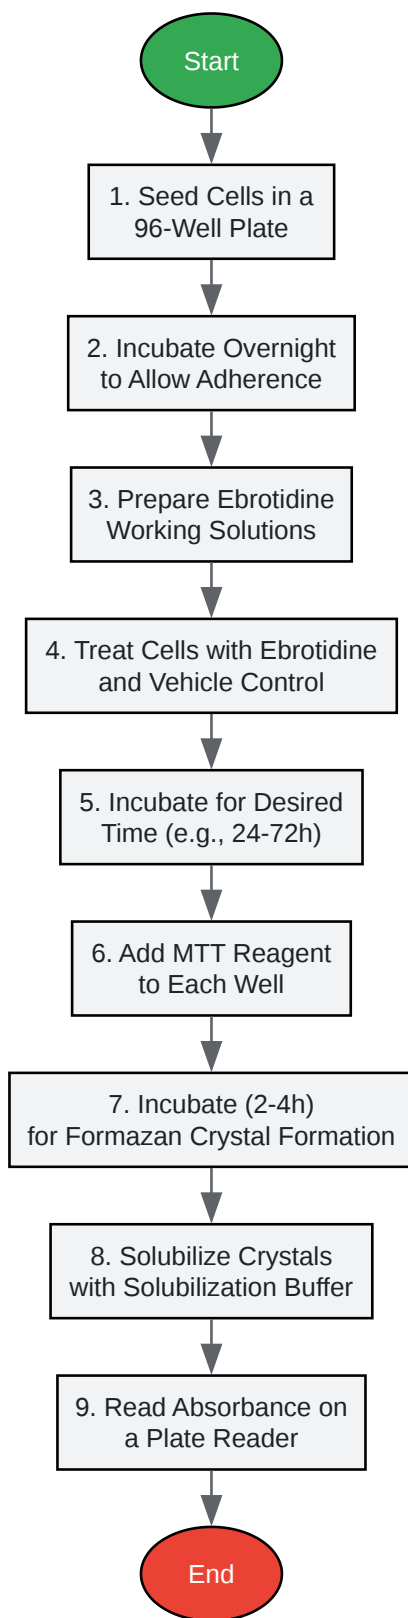 Start
1. Seed Cells in a
96-Well Plate
2. Incubate Overnight
to Allow Adherence
3. Prepare Ebrotidine
Working Solutions
4. Treat Cells with Ebrotidine
and Vehicle Control
5. Incubate for Desired
Time (e.g., 24-72h)
6. Add MTT Reagent
to Each Well
7. Incubate (2-4h)
for Formazan Crystal Formation
8. Solubilize Crystals
with Solubilization Buffer
9. Read Absorbance on
a Plate Reader
End